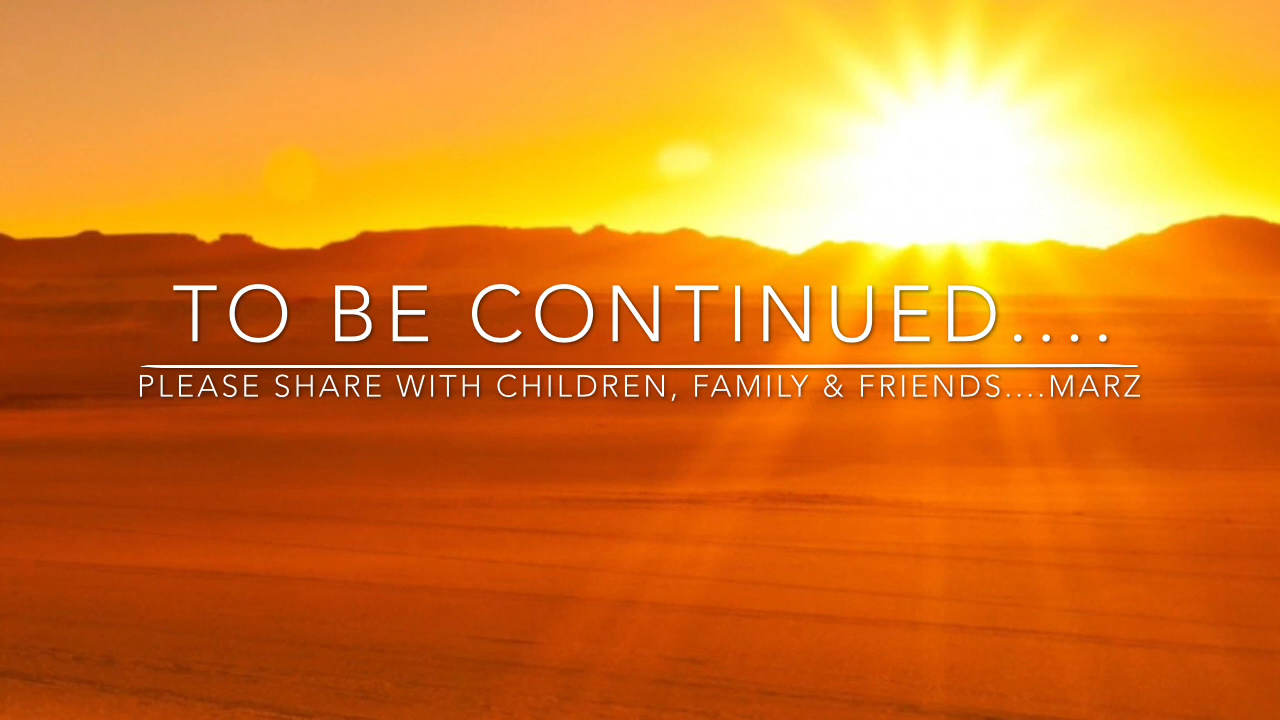 TO BE CONTINUED....
PLEASE SHARE WITH CHILDREN, FAMILY & FRIENDS....MARZ